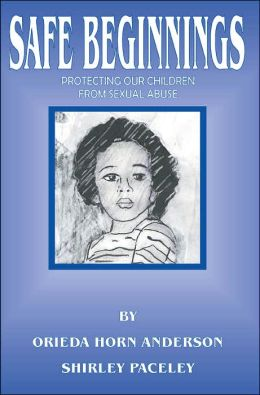 SAFE BEGINNINGS
PROTECTING OUR CHILDREN
FROM SEXUAL ABUSE
BY
ORIEDA HORN ANDERSON
SHIRLEY PACELEY